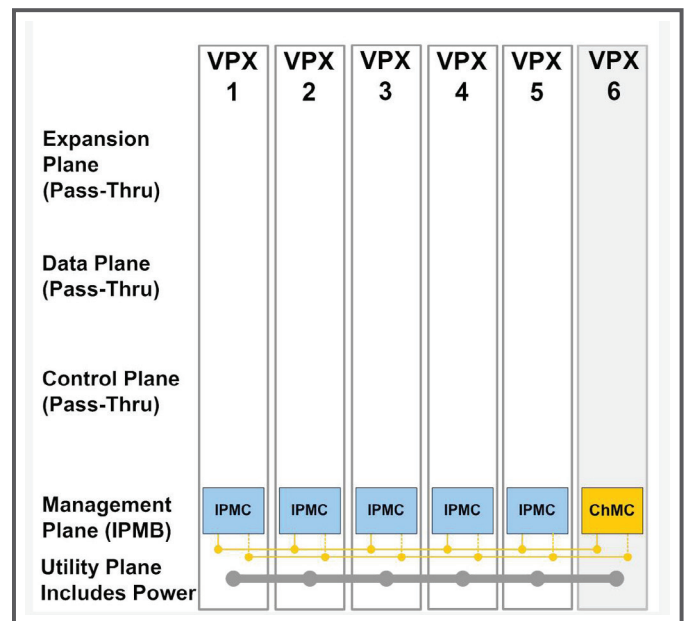 VPX VPX VPX VPX VPX VPX
1 2 3 4 5 6
Expansion
Plane
(Pass-Thru)
Data Plane
(Pass-Thru)
Control Plane
(Pass-Thru)
Management
Plane (IPMB)
IPMC IPMC IPMC IPMC IPMC ChMC
Utility Plane
Includes Power